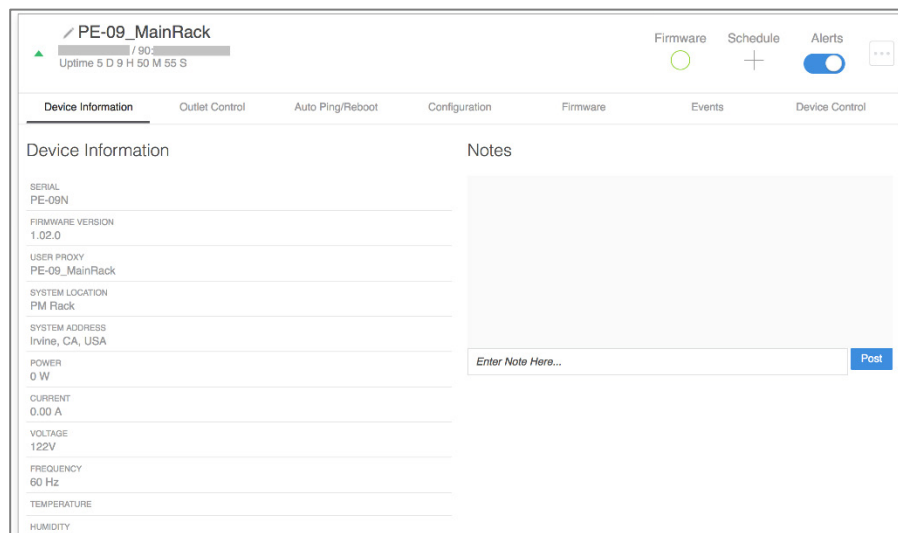 PE-09_MainRack
/ 90:
Uptime 5 D 9 H 50 M 55 S
Firmware
Schedule
Alerts
Device Information
Outlet Control
Auto Ping/Reboot
Configuration
Firmware
Events
Device Control
Device Information
SERIAL
PE-09N
FIRMWARE VERSION
1.02.0
USER PROXY
PE-09_MainRack
SYSTEM LOCATION
PM Rack
SYSTEM ADDRESS
Irvine, CA, USA
POWER
0 W
CURRENT
0.00 A
VOLTAGE
122V
FREQUENCY
60 Hz
TEMPERATURE
HUMIDITY
Notes
Enter Note Here...
Post